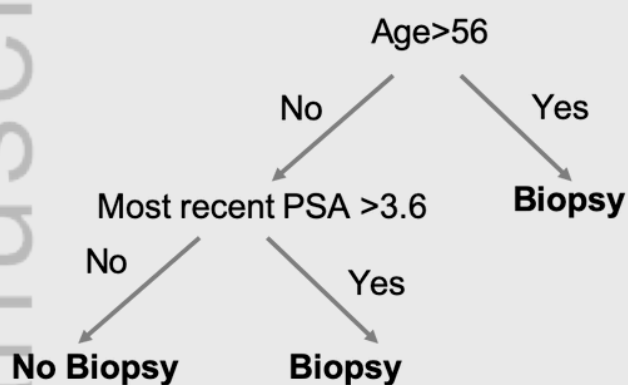 Age>56
No
Yes
Most recent PSA >3.6
Biopsy
No
Yes
No Biopsy
Biopsy